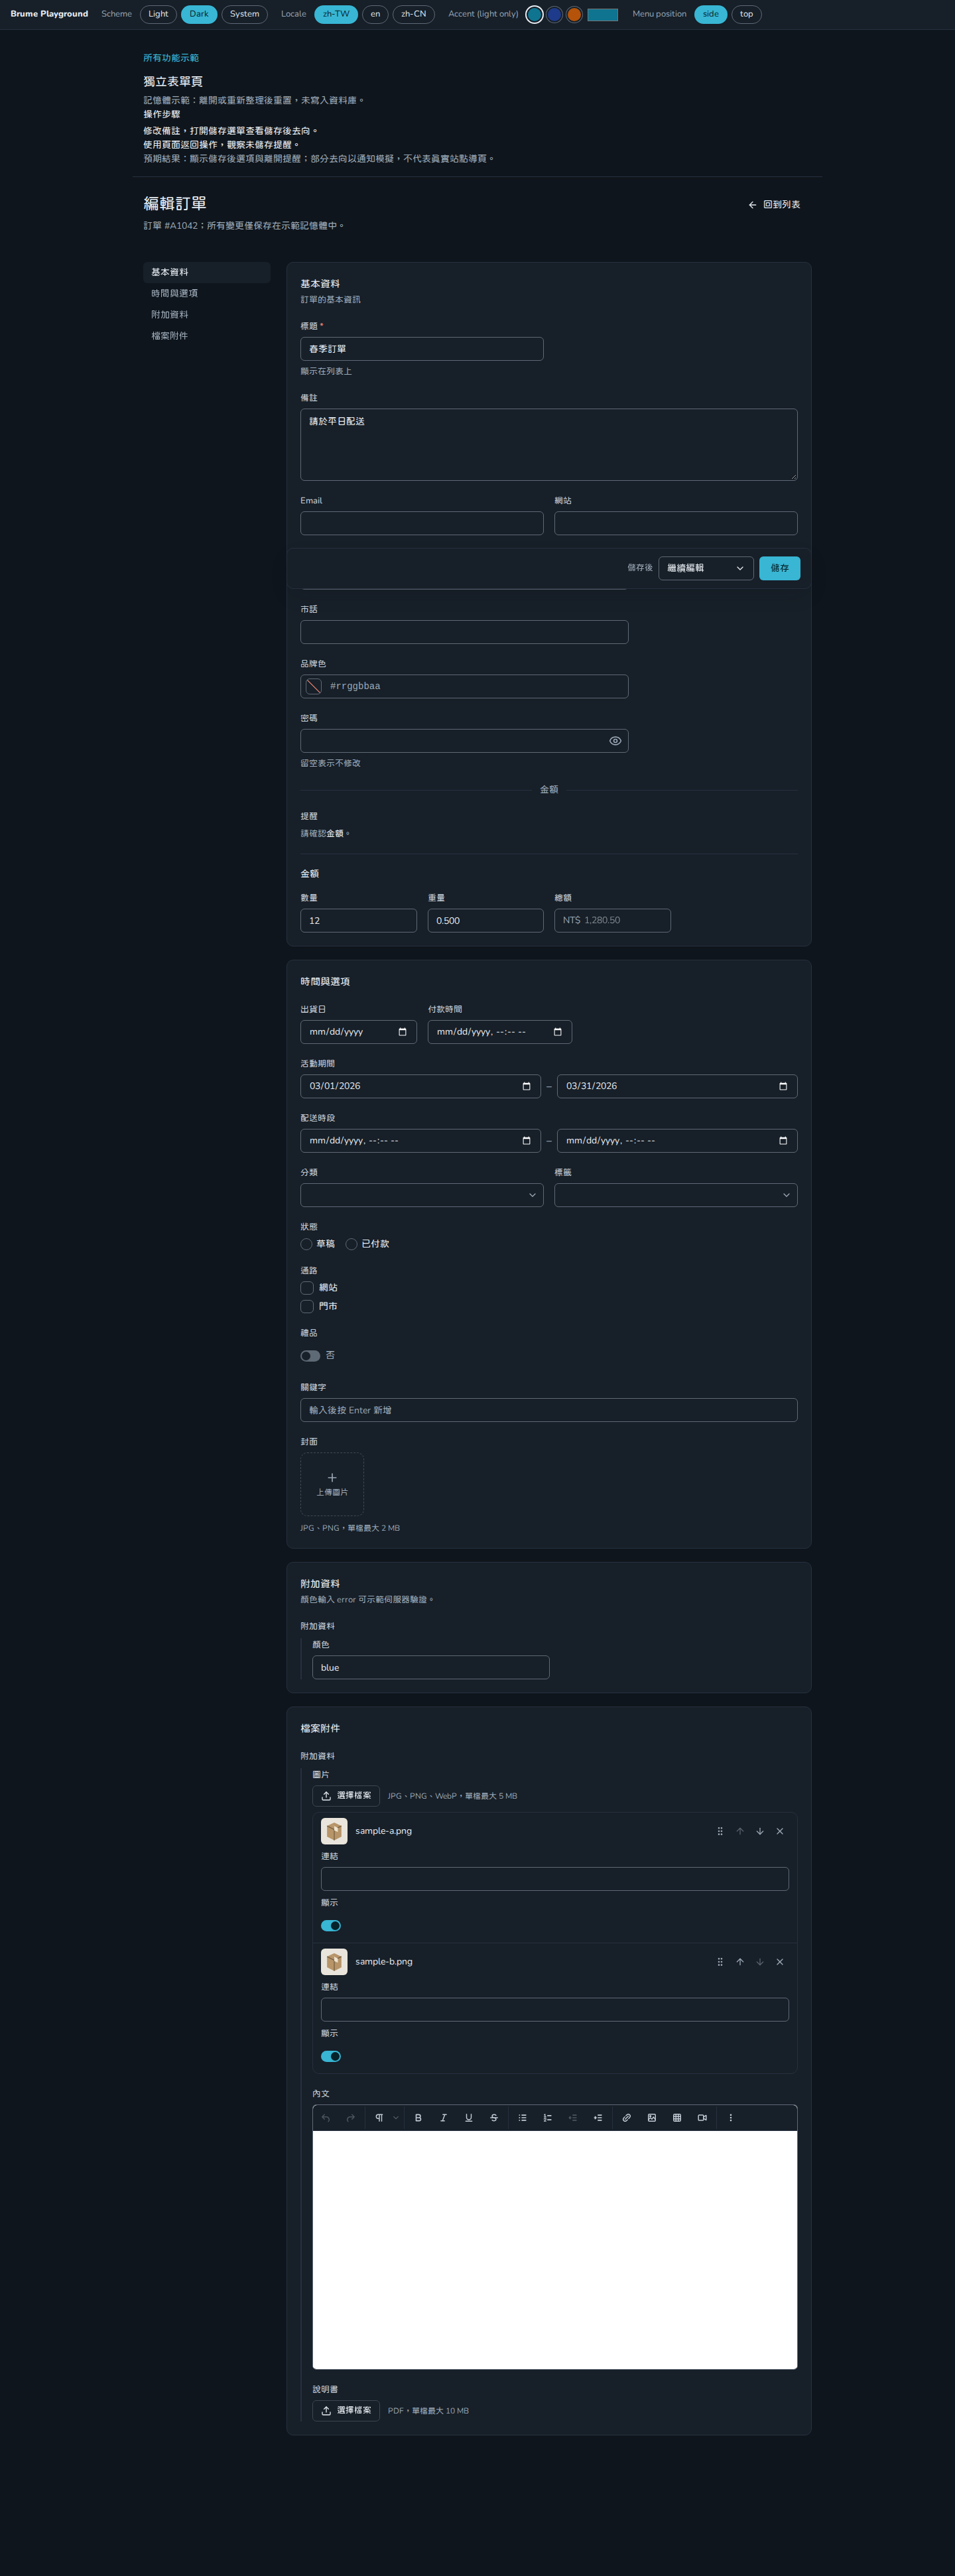 Brume Playground Scheme Light Dark System Locale zh-TW en zh-CN Accent (light only) Menu position side top
所有功能示範
獨立表單頁
記憶體示範：離開或重新整理後重置，未寫入資料庫。
操作步驟
修改備註，打開儲存選單查看儲存後去向。
使用頁面返回操作，觀察未儲存提醒。
預期結果：顯示儲存後選項與離開提醒；部分去向以通知模擬，不代表真實站點導頁。
編輯訂單
回到列表
訂單 #A1042；所有變更僅保存在示範記憶體中。
基本資料
時間與選項
附加資料
檔案附件
基本資料
訂單的基本資訊
標題 *
春季訂單
顯示在列表上
備註
請於平日配送
Email 網站
儲存後 繼續編輯 儲存
市話
品牌色
#rrggbbaa
密碼
留空表示不修改
金額
提醒
請確認金額。
金額
數量 重量 總額
12 0.500 NT$ 1,280.50
時間與選項
出貨日 付款時間
mm/dd/yyyy mm/dd/yyyy, --:-- --
活動期間
03/01/2026 – 03/31/2026
配送時段
mm/dd/yyyy, --:-- -- – mm/dd/yyyy, --:-- --
分類 標籤
狀態
草稿 已付款
通路
網站
門市
禮品
否
關鍵字
輸入後按 Enter 新增
封面
上傳圖片
JPG、PNG，單檔最大 2 MB
附加資料
顏色輸入 error 可示範伺服器驗證。
附加資料
顏色
blue
檔案附件
附加資料
圖片
選擇檔案 JPG、PNG、WebP，單檔最大 5 MB
sample-a.png
連結
顯示
sample-b.png
連結
顯示
內文
說明書
選擇檔案 PDF，單檔最大 10 MB